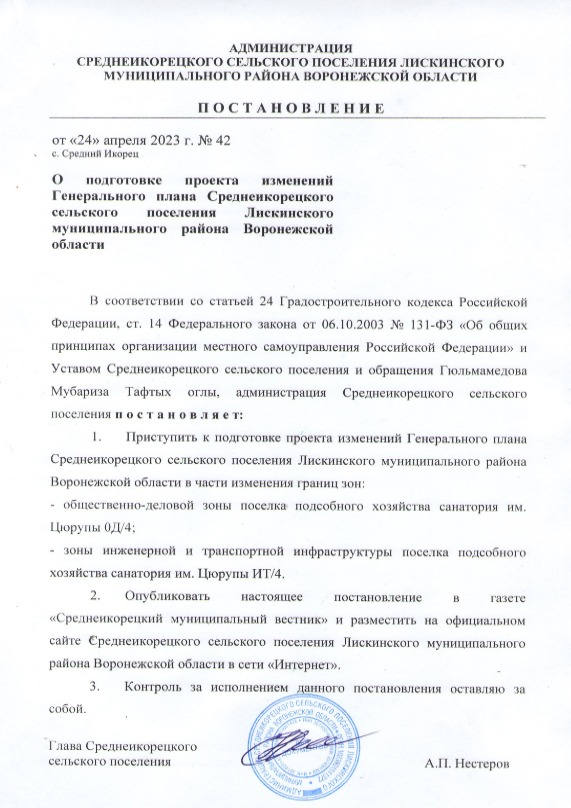 АДМИНИСТРАЦИЯ
СРЕДНЕИКОРЕЦКОГО СЕЛЬСКОГО ПОСЕЛЕНИЯ ЛИСКИНСКОГО
МУНИЦИПАЛЬНОГО РАЙОНА ВОРОНЕЖСКОЙ ОБЛАСТИ
П О С Т А Н О В Л Е Н И Е
от «24» апреля 2023 г. № 42
с. Средний Икорец
О подготовке проекта изменений
Генерального плана Среднеикорецкого
сельского поселения Лискинского
муниципального района Воронежской
области
В соответствии со статьей 24 Градостроительного кодекса Российской
Федерации, ст. 14 Федерального закона от 06.10.2003 № 131-ФЗ «Об общих
принципах организации местного самоуправления Российской Федерации» и
Уставом Среднеикорецкого сельского поселения и обращения Гюльмамедова
Мубариза Тафтых оглы, администрация Среднеикорецкого сельского
поселения п о с т а н о в л я е т:
1. Приступить к подготовке проекта изменений Генерального плана
Среднеикорецкого сельского поселения Лискинского муниципального района
Воронежской области в части изменения границ зон:
- общественно-деловой зоны поселка подсобного хозяйства санатория им.
Цюрупы 0Д/4;
- зоны инженерной и транспортной инфраструктуры поселка подсобного
хозяйства санатория им. Цюрупы ИТ/4.
2. Опубликовать настоящее постановление в газете
«Среднеикорецкий муниципальный вестник» и разместить на официальном
сайте Среднеикорецкого сельского поселения Лискинского муниципального
района Воронежской области в сети «Интернет».
3. Контроль за исполнением данного постановления оставляю за
собой.
Глава Среднеикорецкого
сельского поселения А.П. Нестеров